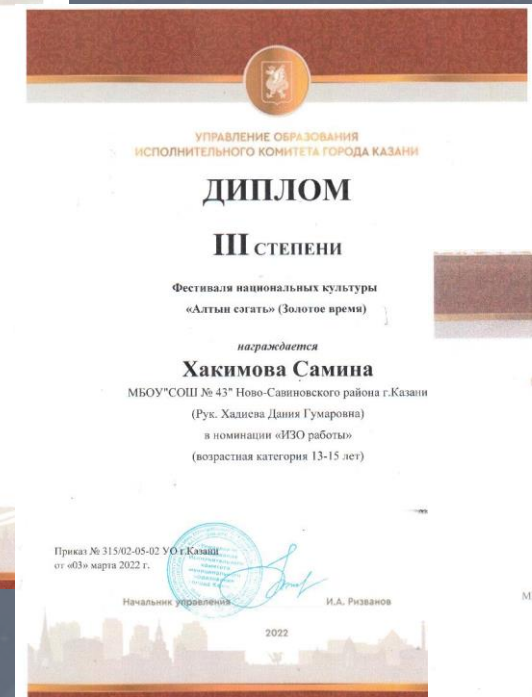 УПРАВЛЕНИЕ ОБРАЗОВАНИЯ
ИСПОЛНИТЕЛЬНОГО КОМИТЕТА ГОРОДА КАЗАНИ
ДИПЛОМ
III СТЕПЕНИ
Фестиваля национальных культуры
«Алтын сәгать» (Золотое время)
награждается
Хакимова Самина
МБОУ"СОШ № 43" Ново-Савиновского района г.Казани
(Рук. Хадиева Дания Гумаровна)
в номинации «ИЗО работы»
(возрастная категория 13-15 лет)
Приказ № 315/02-05-02 УО г.Казани
от «03» марта 2022 г.
Начальник управления И.А. Ризванов
2022
М